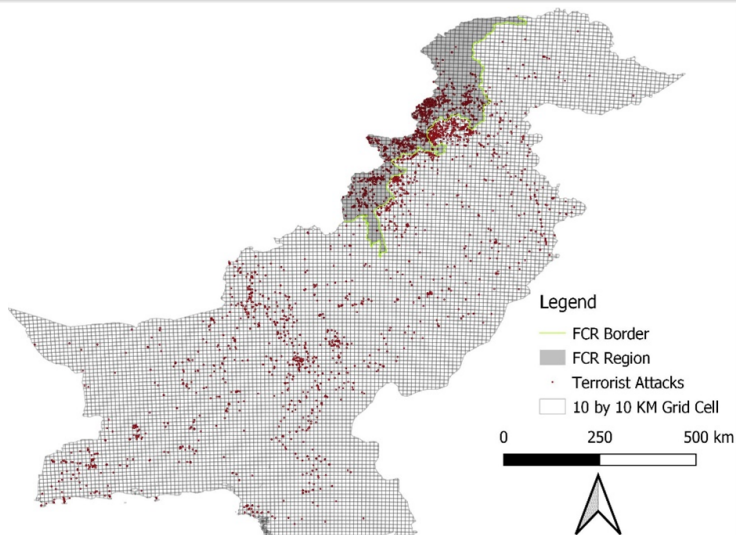 Legend
FCR Border
FCR Region
Terrorist Attacks
10 by 10 KM Grid Cell
0 250 500 km